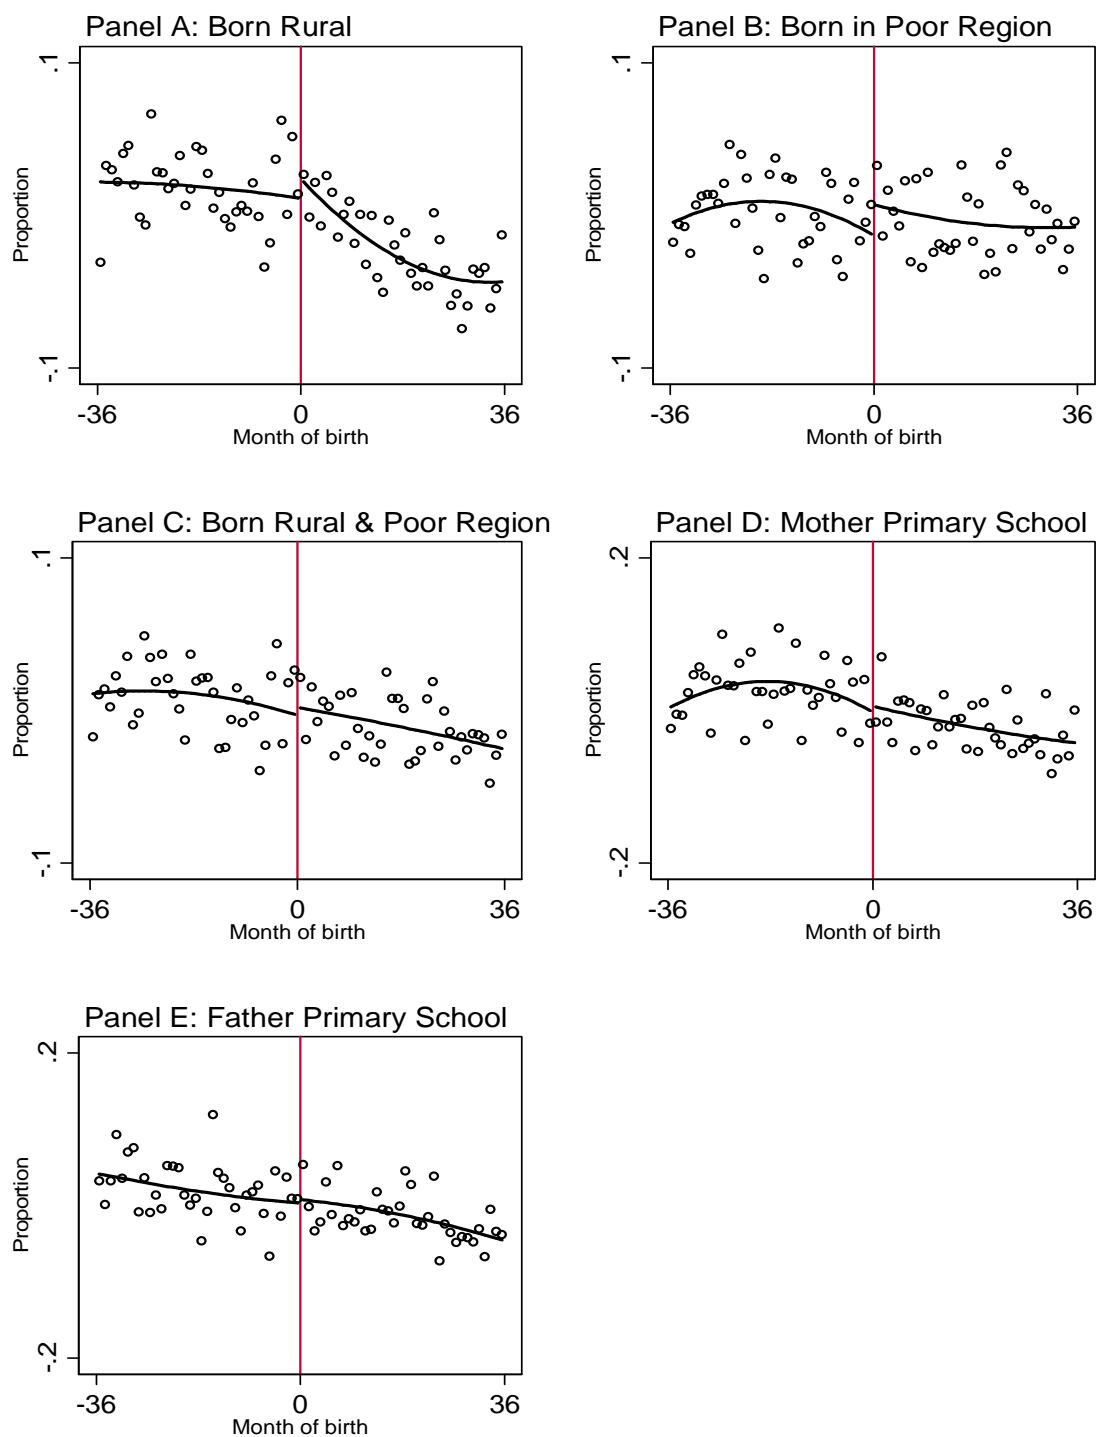 Panel A: Born Rural
.1
-.1
Proportion
-36 0 36
Month of birth
Panel B: Born in Poor Region
.1
-.1
Proportion
-36 0 36
Month of birth
Panel C: Born Rural & Poor Region
.1
-.1
Proportion
-36 0 36
Month of birth
Panel D: Mother Primary School
.2
-.2
Proportion
-36 0 36
Month of birth
Panel E: Father Primary School
.2
-.2
Proportion
-36 0 36
Month of birth